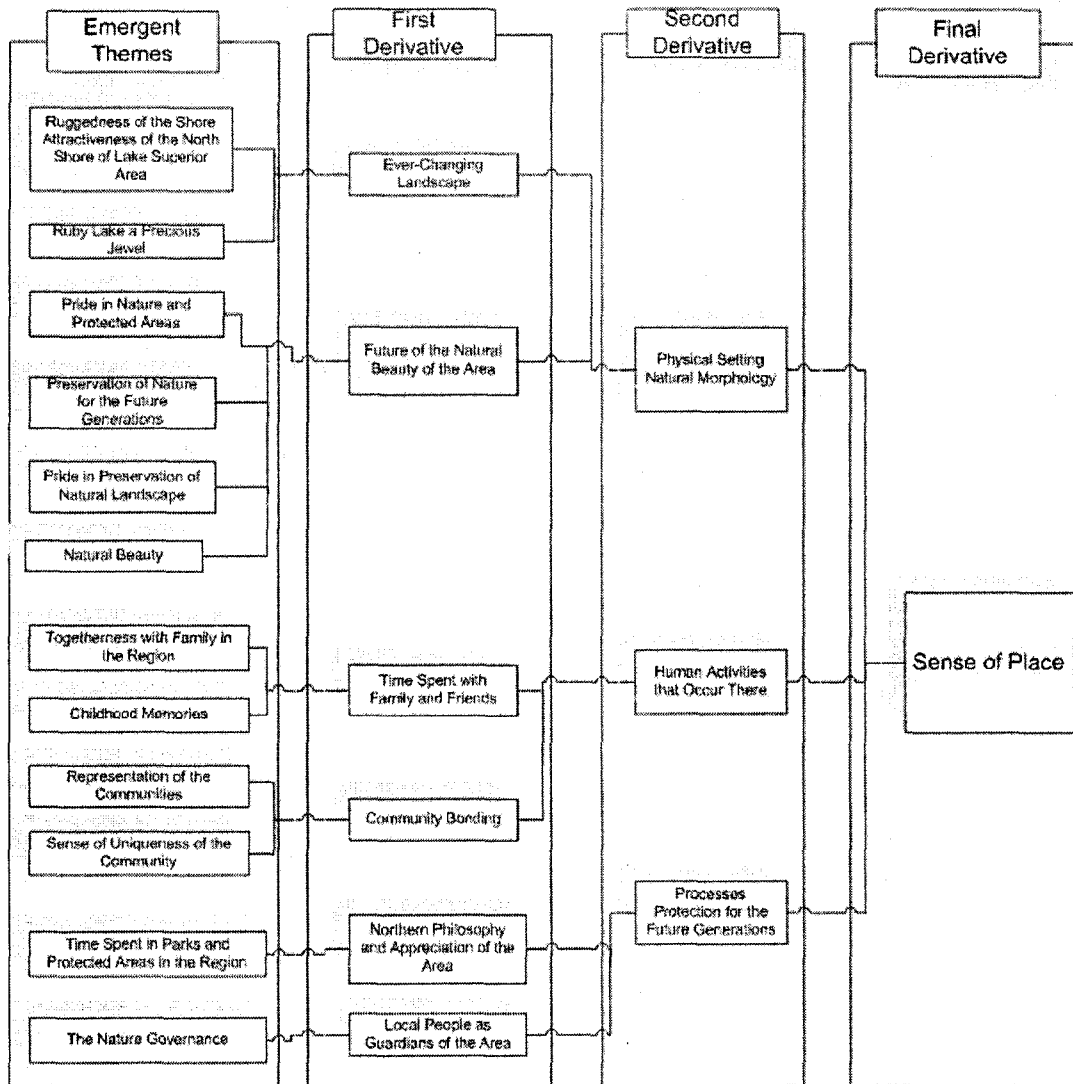 Emergent
Themes
First
Derivative
Second
Derivative
Final
Derivative
Ruggedness of the Shore
Attractiveness of the North
Shore of Lake Superior
Area
Ruby Lake a Precious
Jewel
Pride in Nature and
Protected Areas
Preservation of Nature
for the Future
Generations
Pride in Preservation of
Natural Landscape
Natural Beauty
Togetherness with Family in
the Region
Childhood Memories
Representation of the
Communities
Sense of Uniqueness of the
Community
Time Spent in Parks and
Protected Areas in the Region
The Nature Governance
Ever-Changing
Landscape
Future of the Natural
Beauty of the Area
Time Spent with
Family and Friends
Community Bonding
Northern Philosophy
and Appreciation of the
Area
Local People as
Guardians of the Area
Physical Setting
Natural Morphology
Human Activities
that Occur There
Processes
Protection for the
Future Generations
Sense of Place